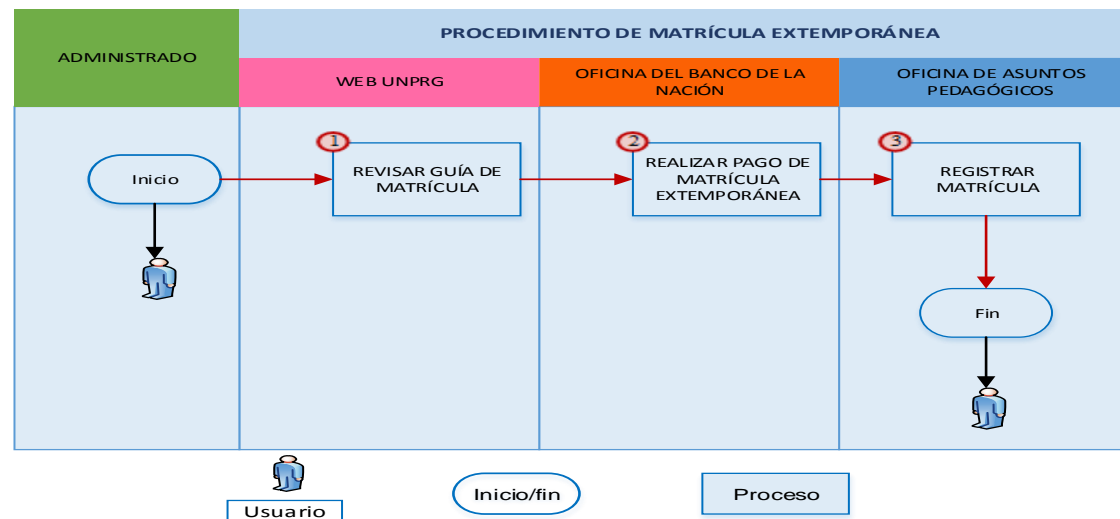 PROCEDIMIENTO DE MATRÍCULA EXTEMPORÁNEA
ADMINISTRADO
WEB UNPRG
OFICINA DEL BANCO DE LA
NACIÓN
OFICINA DE ASUNTOS
PEDAGÓGICOS
Inicio
1
REVISAR GUÍA DE
MATRÍCULA
2
REALIZAR PAGO DE
MATRÍCULA
EXTEMPORÁNEA
3
REGISTRAR
MATRÍCULA
Fin
Usuario
Inicio/fin
Proceso